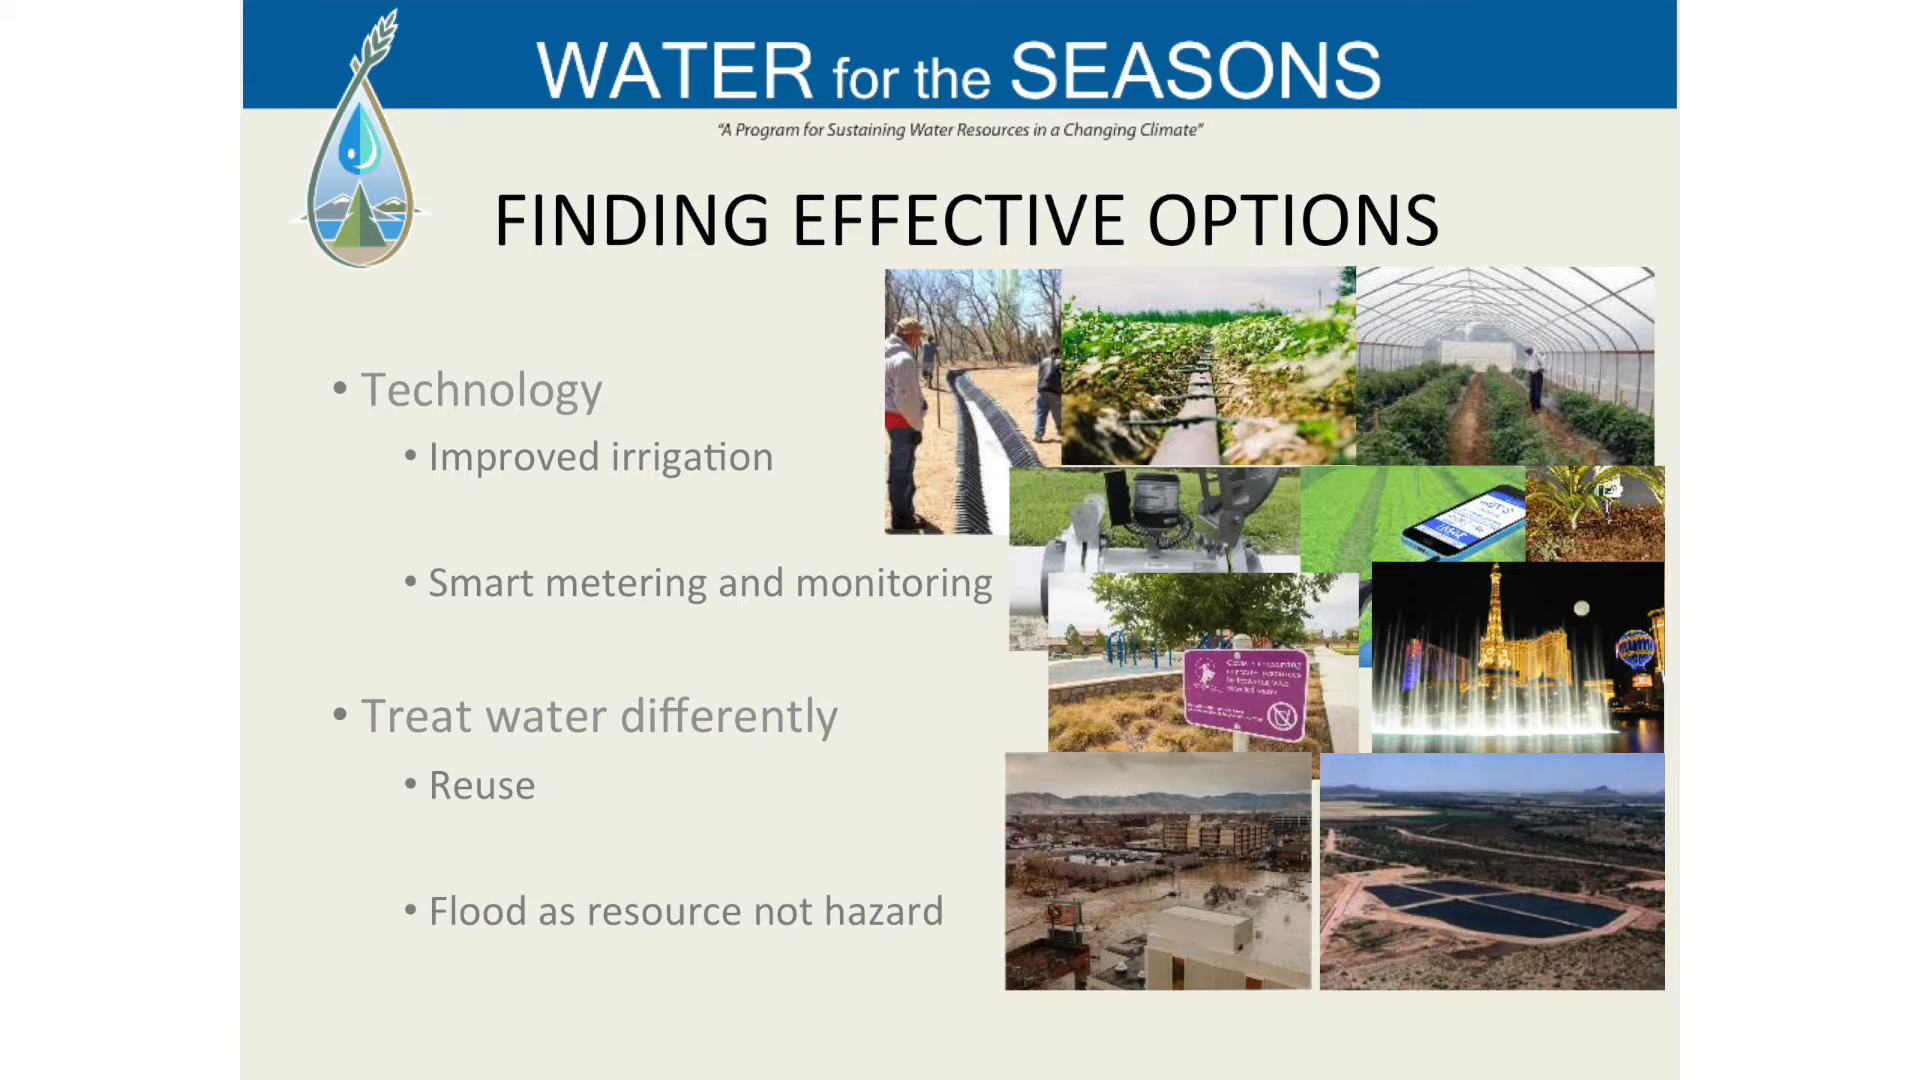 WATER for the SEASONS
"A Program for Sustaining Water Resources in a Changing Climate"
FINDING EFFECTIVE OPTIONS
• Technology
• Improved irrigation
• Smart metering and monitoring
• Treat water differently
• Reuse
• Flood as resource not hazard